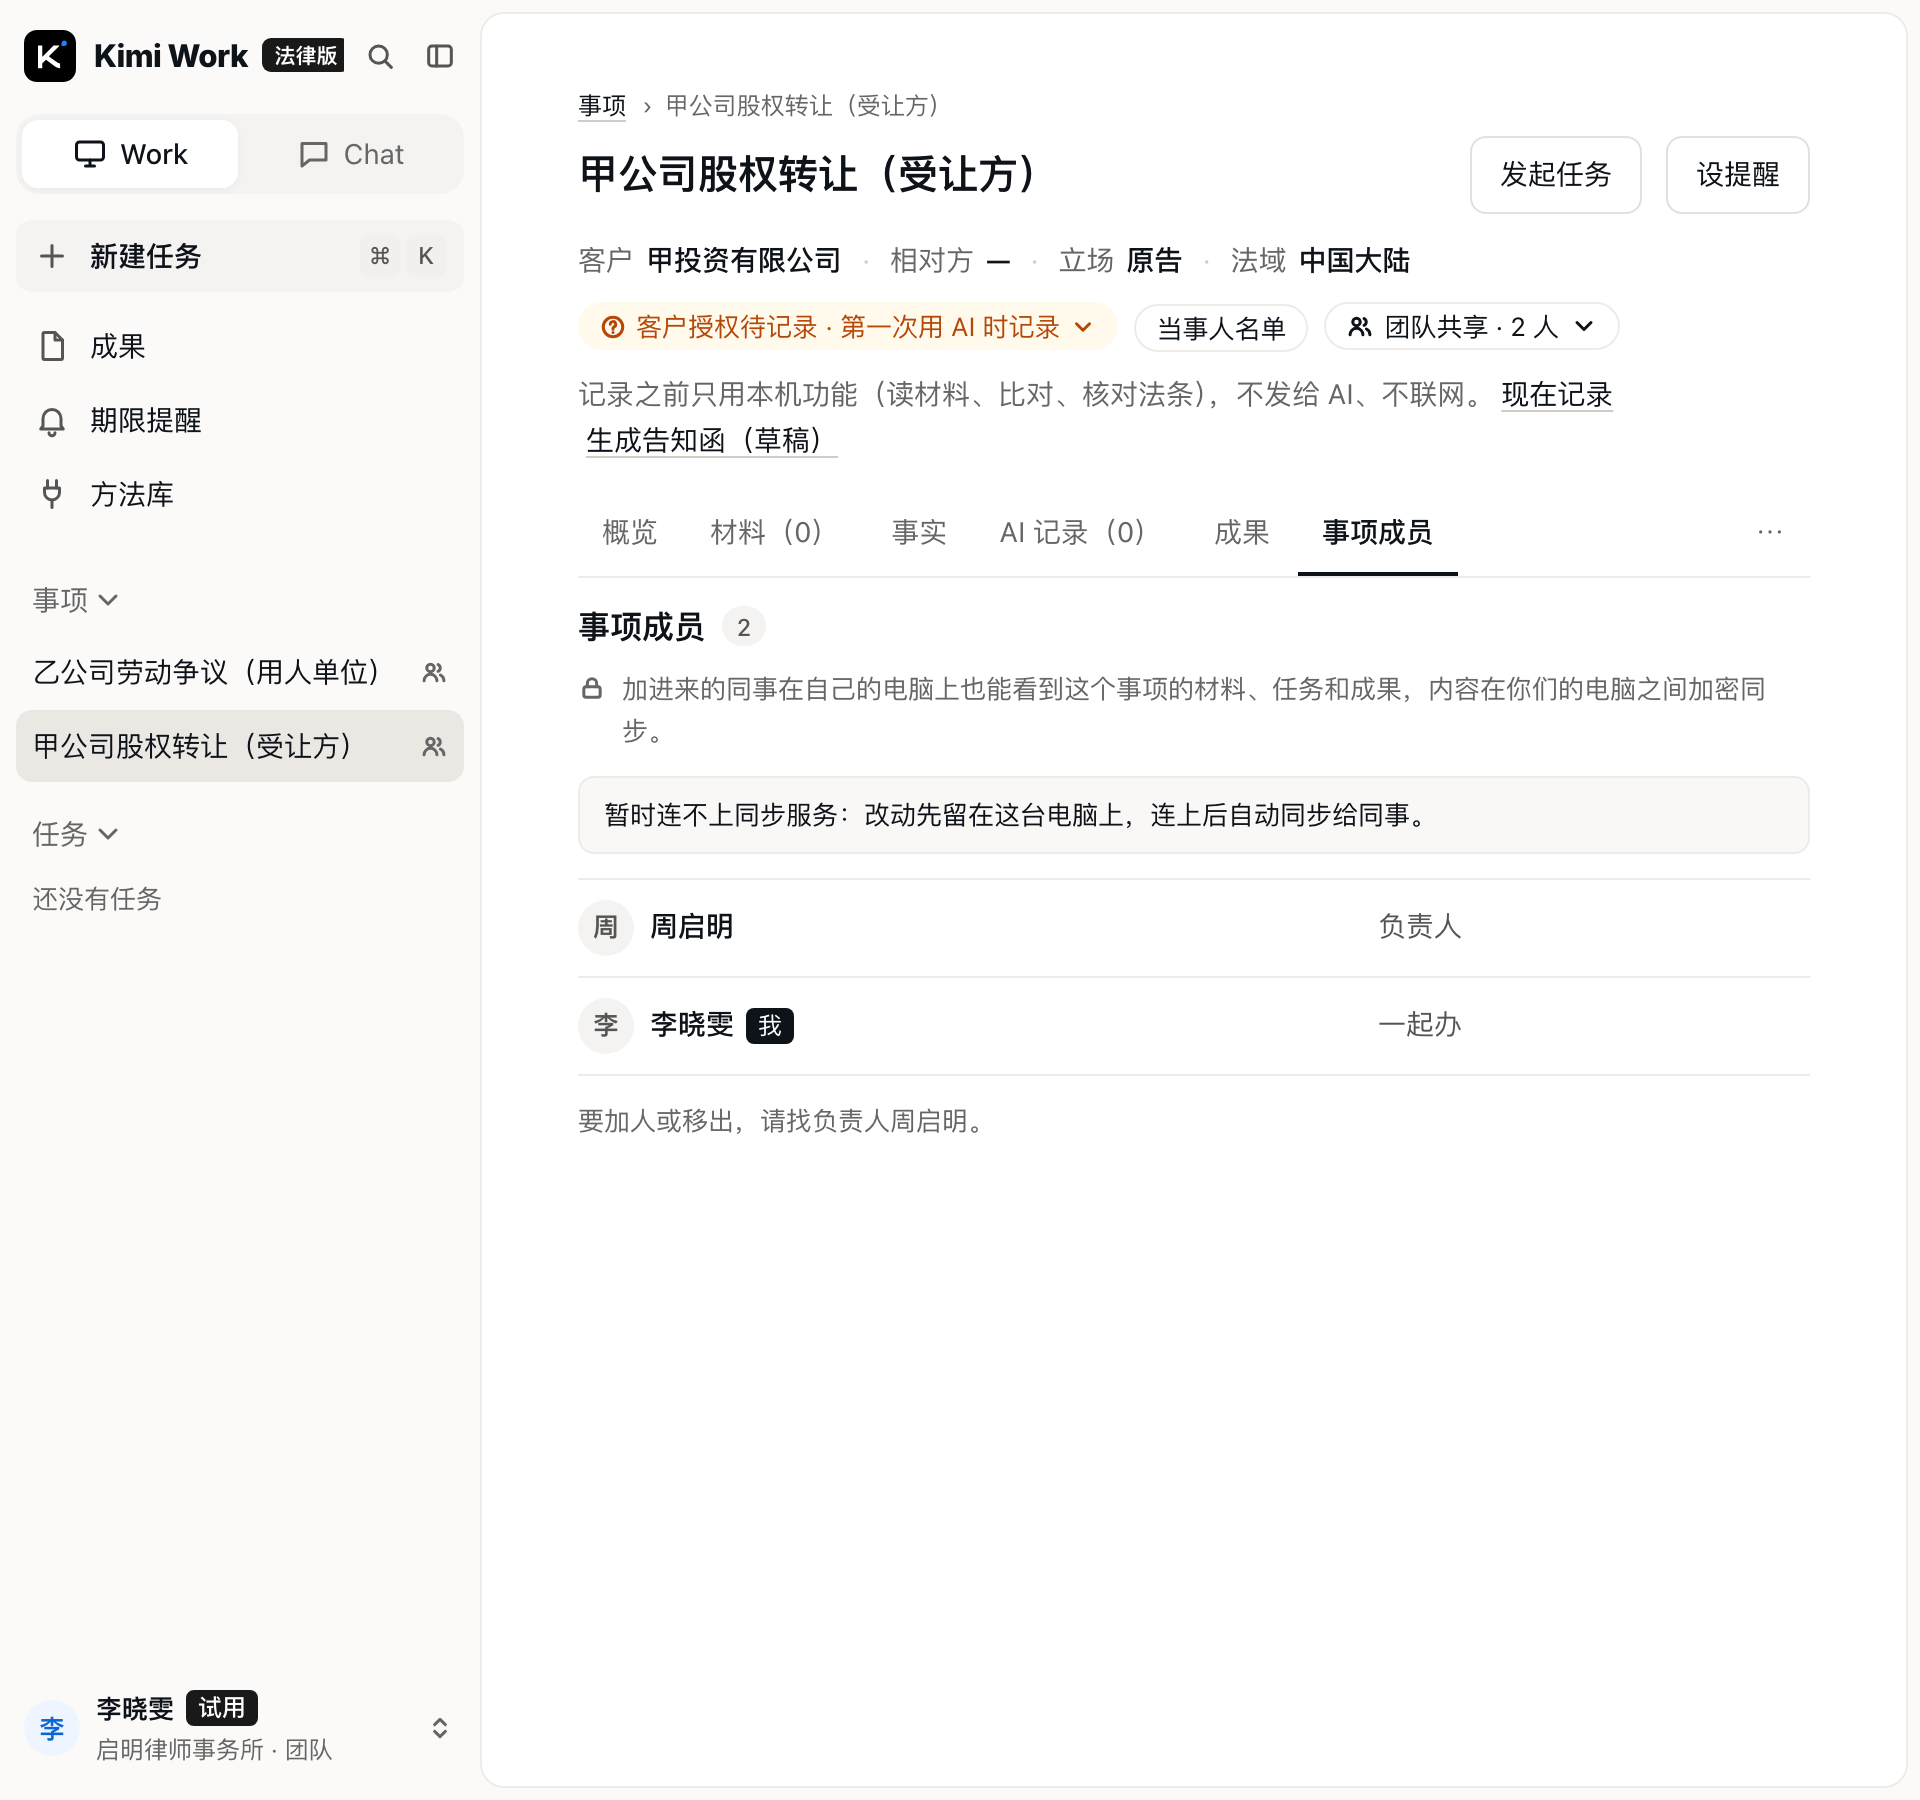 Kimi Work 法律版
Work
Chat
新建任务 ⌘ K
成果
期限提醒
方法库
事项
乙公司劳动争议（用人单位）
甲公司股权转让（受让方）
任务
还没有任务
李 李晓雯 试用
启明律师事务所 · 团队
事项 › 甲公司股权转让（受让方）
甲公司股权转让（受让方）
发起任务
设提醒
客户 甲投资有限公司 · 相对方 — · 立场 原告 · 法域 中国大陆
客户授权待记录 · 第一次用 AI 时记录
当事人名单
团队共享 · 2 人
记录之前只用本机功能（读材料、比对、核对法条），不发给 AI、不联网。 现在记录
生成告知函（草稿）
概览 材料（0） 事实 AI 记录（0） 成果 事项成员 ···
事项成员 2
加进来的同事在自己的电脑上也能看到这个事项的材料、任务和成果，内容在你们的电脑之间加密同
步。
暂时连不上同步服务：改动先留在这台电脑上，连上后自动同步给同事。
周 周启明 负责人
李 李晓雯 我 一起办
要加人或移出，请找负责人周启明。